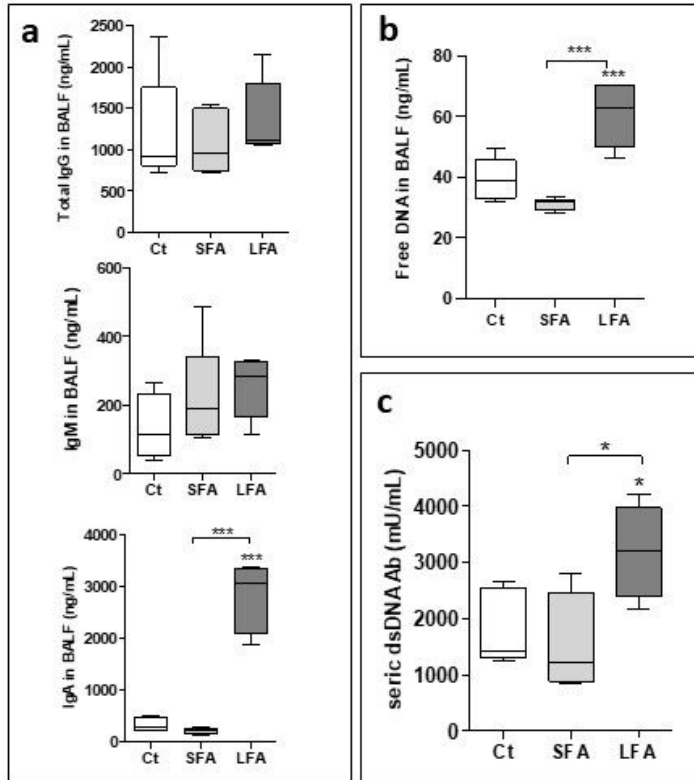 a
Total IgG in BALF (ng/mL)
2500
2000
1500
1000
500
0
Ct SFA LFA
IgM in BALF (ng/mL)
600
400
200
0
Ct SFA LFA
IgA in BALF (ng/mL)
4000
3000
2000
1000
0
***
***
Ct SFA LFA
b
Free DNA in BALF (ng/mL)
80
60
40
20
0
***
***
Ct SFA LFA
c
seric dsDNA Ab (mU/mL)
5000
4000
3000
2000
1000
0
*
*
Ct SFA LFA